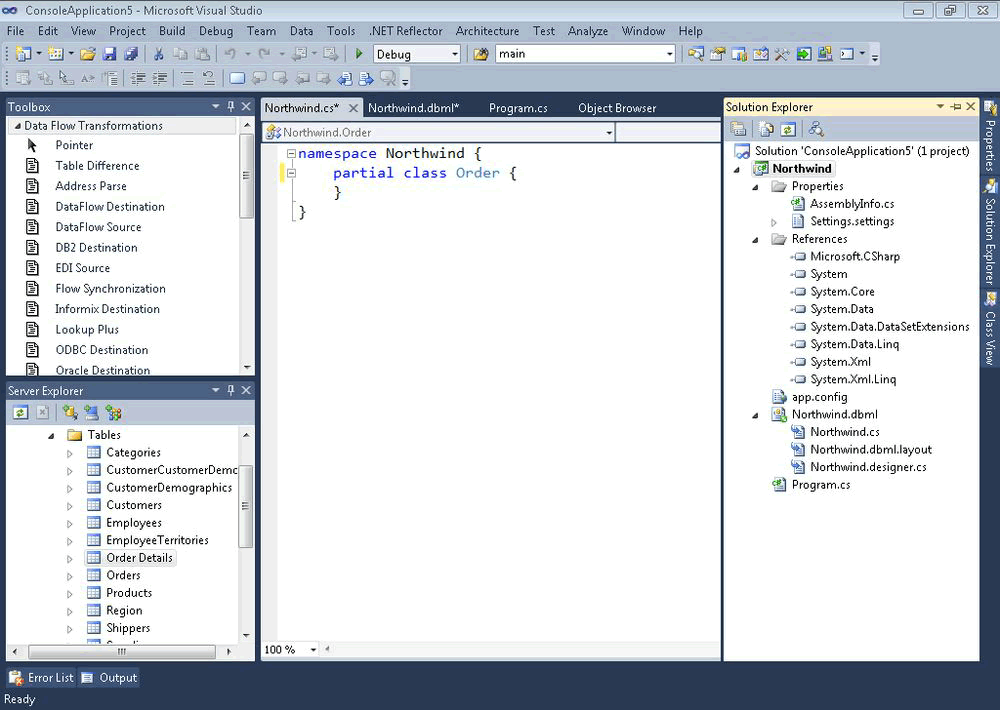 ConsoleApplication5 - Microsoft Visual Studio
File Edit View Project Build Debug Team Data Tools .NET Reflector Architecture Test Analyze Window Help
Debug main
Toolbox
Data Flow Transformations
Pointer
Table Difference
Address Parse
DataFlow Destination
DataFlow Source
DB2 Destination
EDI Source
Flow Synchronization
Informix Destination
Lookup Plus
ODBC Destination
Oracle Destination
Server Explorer
Tables
Categories
CustomerCustomerDemc
CustomerDemographics
Customers
Employees
EmployeeTerritories
Order Details
Orders
Products
Region
Shippers
Northwind.cs* Northwind.dbml* Program.cs Object Browser
Northwind.Order
namespace Northwind {
partial class Order {
}
}
100 %
Solution Explorer
Solution 'ConsoleApplication5' (1 project)
Northwind
Properties
AssemblyInfo.cs
Settings.settings
References
Microsoft.CSharp
System
System.Core
System.Data
System.Data.DataSetExtensions
System.Data.Linq
System.Xml
System.Xml.Linq
app.config
Northwind.dbml
Northwind.cs
Northwind.dbml.layout
Northwind.designer.cs
Program.cs
Properties
Solution Explorer
Class View
Error List Output
Ready